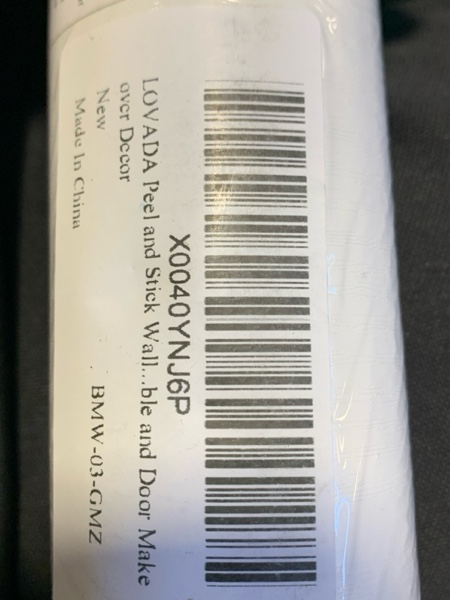 X0040YNJ6P
LOVADA Peel and Stick Wall...ble and Door Make
over Decor
New
Made In China
BMW-03-GMZ